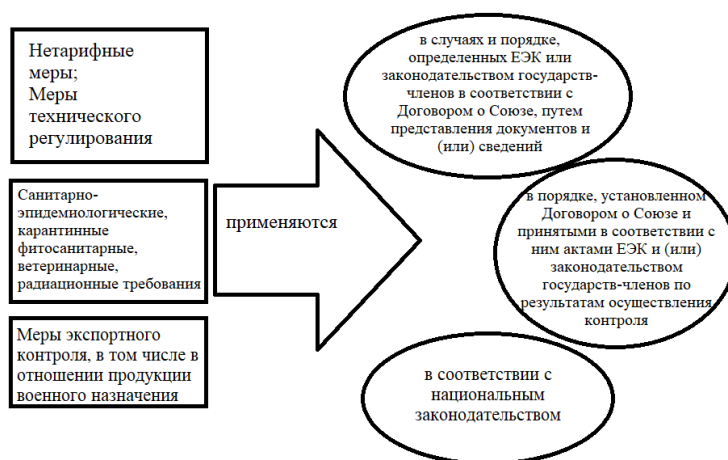 Нетарифные
меры;
Меры
технического
регулирования
Санитарно-
эпидемиологические,
карантинные
фитосанитарные,
ветеринарные,
радиационные требования
Меры экспортного
контроля, в том числе в
отношении продукции
военного назначения
применяются
в случаях и порядке,
определенных ЕЭК или
законодательством государств-
членов в соответствии с
Договором о Союзе, путем
представления документов и
(или) сведений
в порядке, установленном
Договором о Союзе и
принятыми в соответствии с
ним актами ЕЭК и (или)
законодательством
государств-членов по
результатам осуществления
контроля
в соответствии с
национальным
законодательством